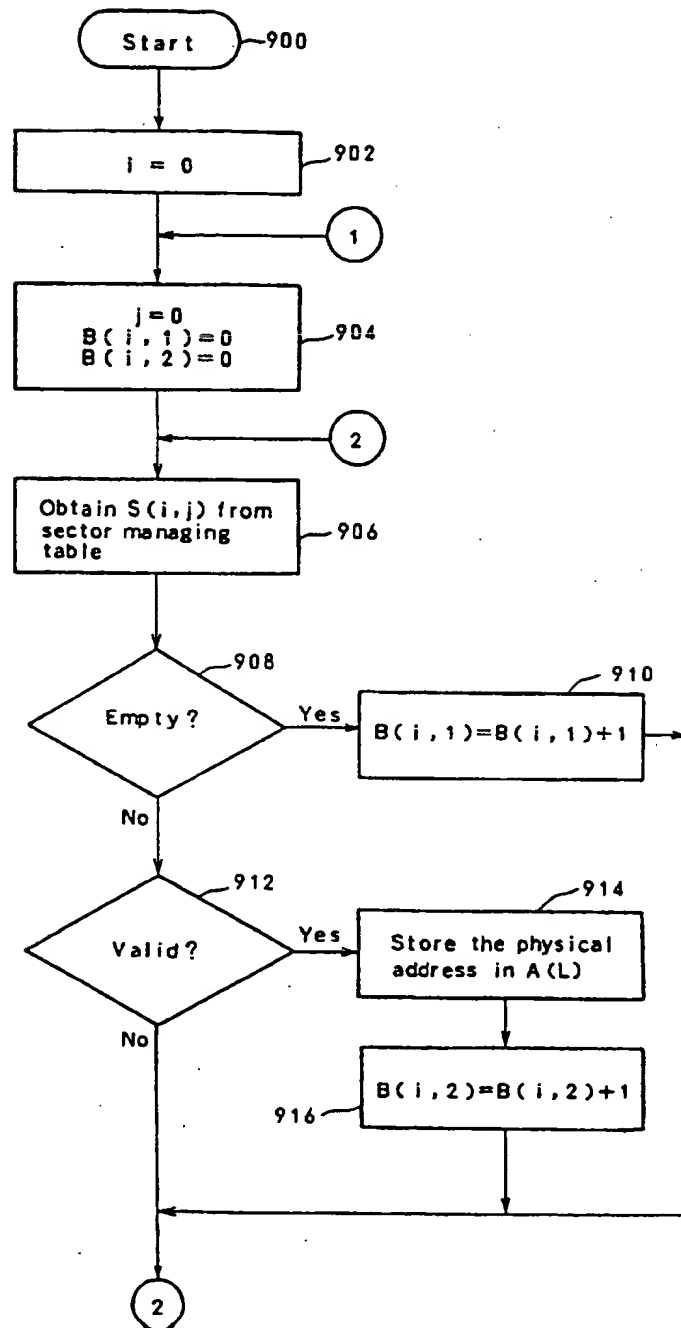 Start
900
i = 0
902
1
j=0
B(i,1)=0
B(i,2)=0
904
2
Obtain S(i,j) from
sector managing
table
906
908
Empty?
Yes
910
B(i,1)=B(i,1)+1
No
912
Valid?
Yes
914
Store the physical
address in A(L)
No
B(i,2)=B(i,2)+1
916
2